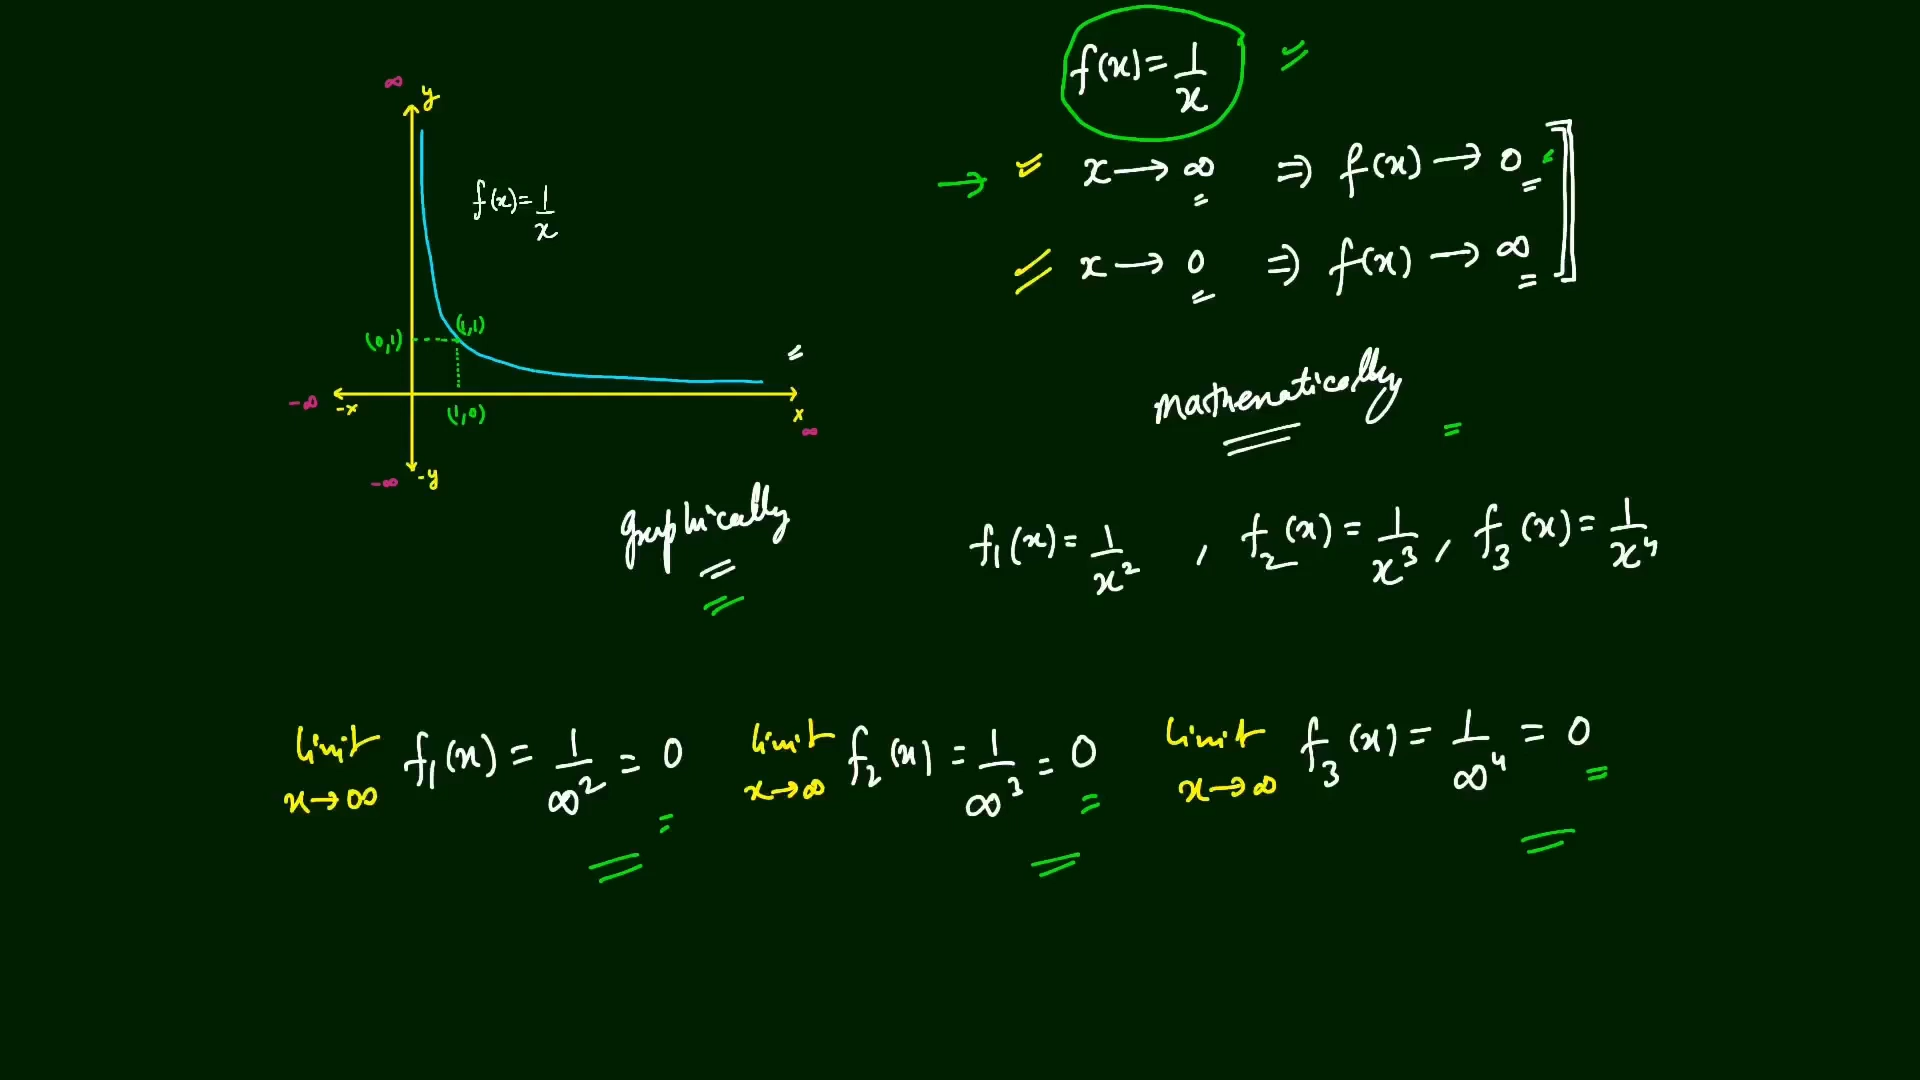 f(x) = 1/x
x → ∞ ⇒ f(x) → 0
x → 0 ⇒ f(x) → ∞
∞
y
f(x) = 1/x
(0,1)
(1,1)
-∞
-x
(1,0)
x
∞
-∞
-y
mathematically
graphically
f₁(x) = 1/x² , f₂(x) = 1/x³ , f₃(x) = 1/x⁴
limit x→∞ f₁(x) = 1/∞² = 0
limit x→∞ f₂(x) = 1/∞³ = 0
limit x→∞ f₃(x) = 1/∞⁴ = 0